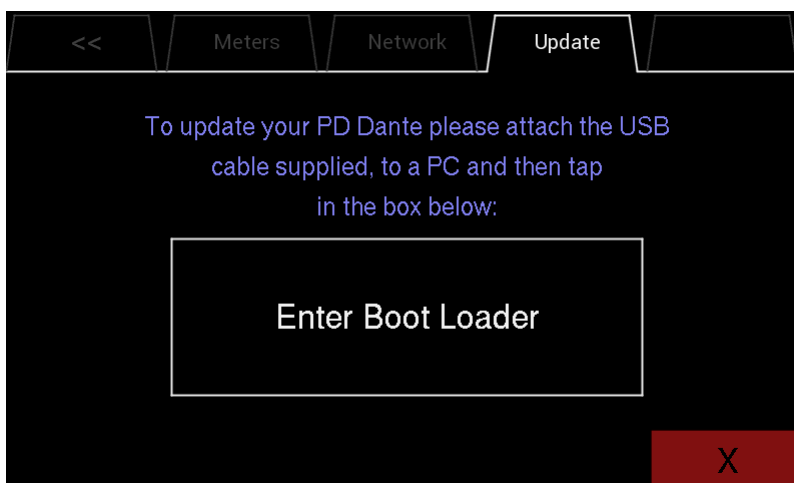 << Meters Network Update
To update your PD Dante please attach the USB
cable supplied, to a PC and then tap
in the box below:
Enter Boot Loader
X